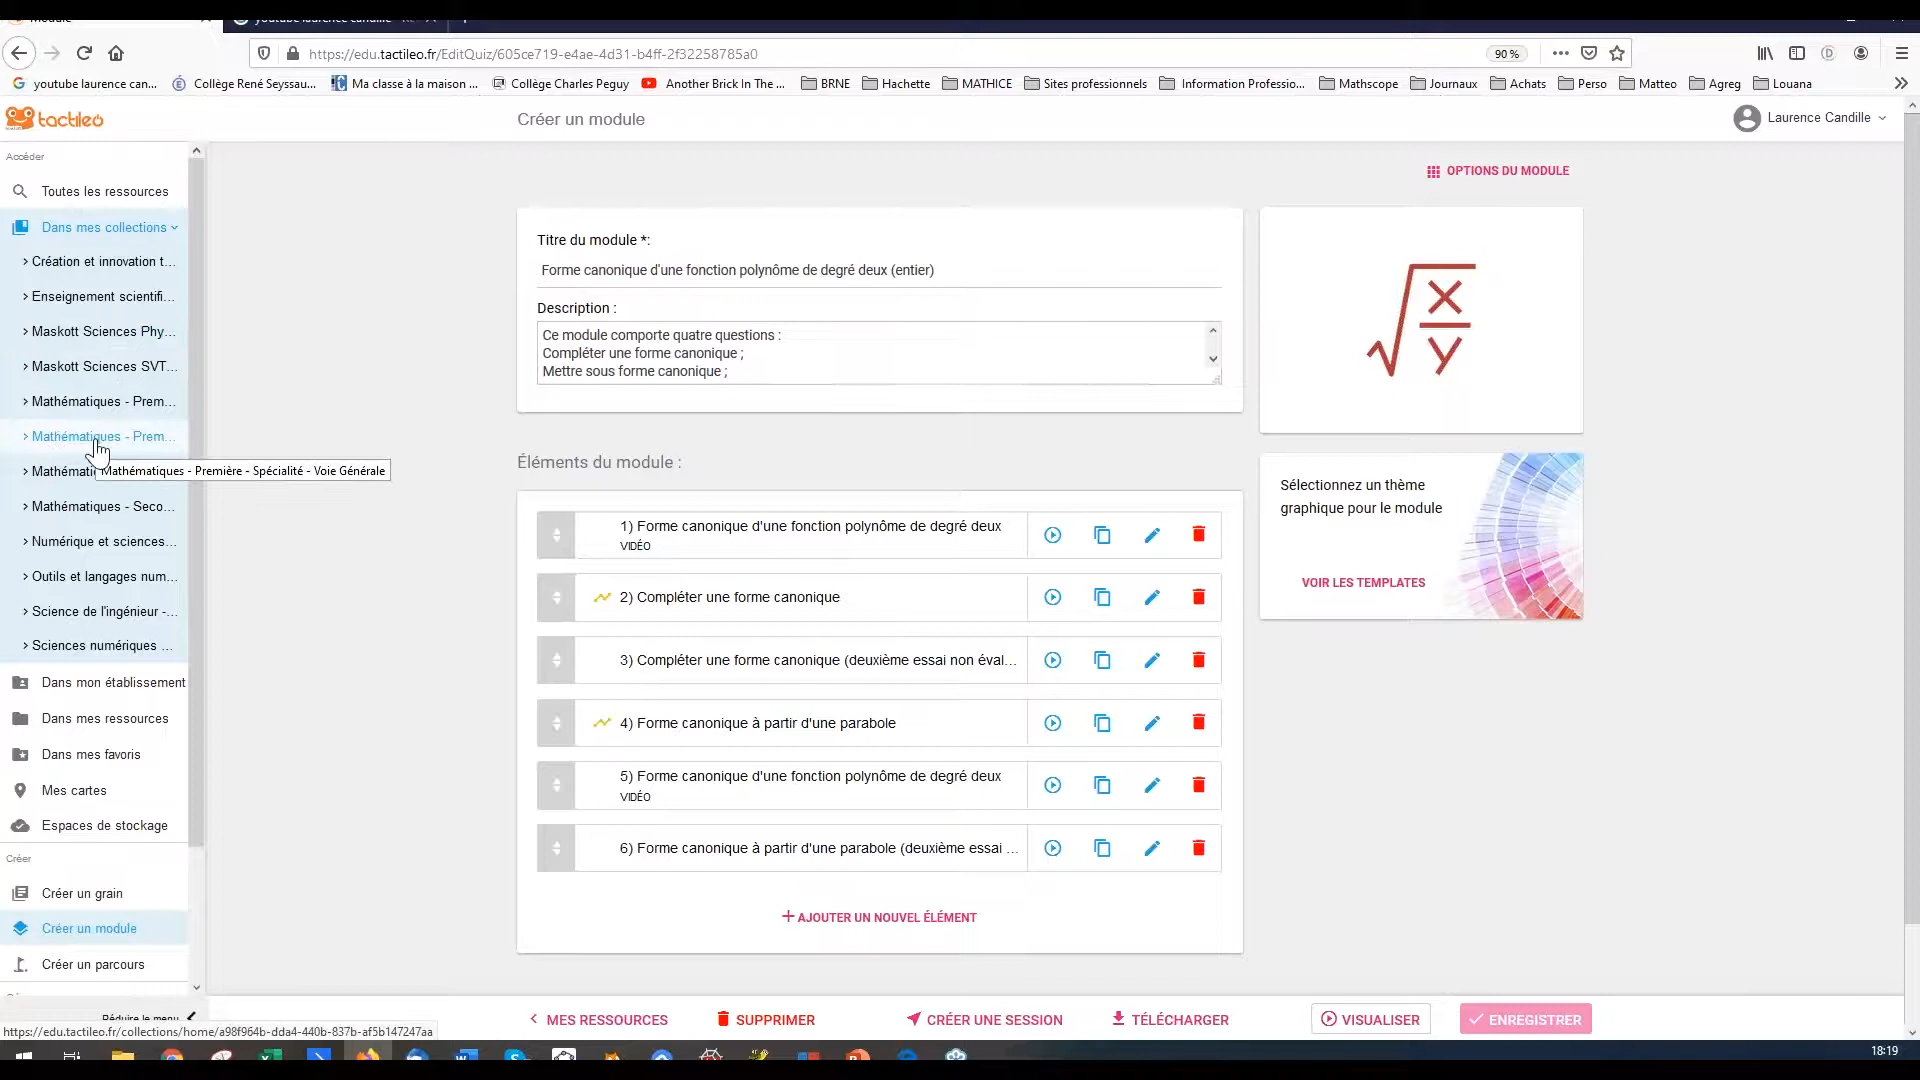 Module
youtube laurence candille
https://edu.tactileo.fr/EditQuiz/605ce719-e4ae-4d31-b4ff-2f32258785a0
90 %
youtube laurence can...
Collège René Seyssau...
Ma classe à la maison ...
Collège Charles Peguy
Another Brick In The ...
BRNE
Hachette
MATHICE
Sites professionnels
Information Professio...
Mathscope
Journaux
Achats
Perso
Matteo
Agreg
Louana
tactileo
Créer un module
Laurence Candille
Accéder
Toutes les ressources
Dans mes collections
Création et innovation t...
Enseignement scientifi...
Maskott Sciences Phy...
Maskott Sciences SVT...
Mathématiques - Prem...
Mathématiques - Prem...
Mathémati
Mathématiques - Première - Spécialité - Voie Générale
Mathématiques - Seco...
Numérique et sciences...
Outils et langages num...
Science de l'ingénieur -...
Sciences numériques ...
Dans mon établissement
Dans mes ressources
Dans mes favoris
Mes cartes
Espaces de stockage
Créer
Créer un grain
Créer un module
Créer un parcours
Réduire le menu
https://edu.tactileo.fr/collections/home/a98f964b-dda4-440b-837b-af5b147247aa
OPTIONS DU MODULE
Titre du module *:
Forme canonique d'une fonction polynôme de degré deux (entier)
Description :
Ce module comporte quatre questions :
Compléter une forme canonique ;
Mettre sous forme canonique ;
x
y
Éléments du module :
1) Forme canonique d'une fonction polynôme de degré deux
VIDÉO
2) Compléter une forme canonique
3) Compléter une forme canonique (deuxième essai non éval...
4) Forme canonique à partir d'une parabole
5) Forme canonique d'une fonction polynôme de degré deux
VIDÉO
6) Forme canonique à partir d'une parabole (deuxième essai ...
+ AJOUTER UN NOUVEL ÉLÉMENT
Sélectionnez un thème
graphique pour le module
VOIR LES TEMPLATES
MES RESSOURCES
SUPPRIMER
CRÉER UNE SESSION
TÉLÉCHARGER
VISUALISER
ENREGISTRER
18:19